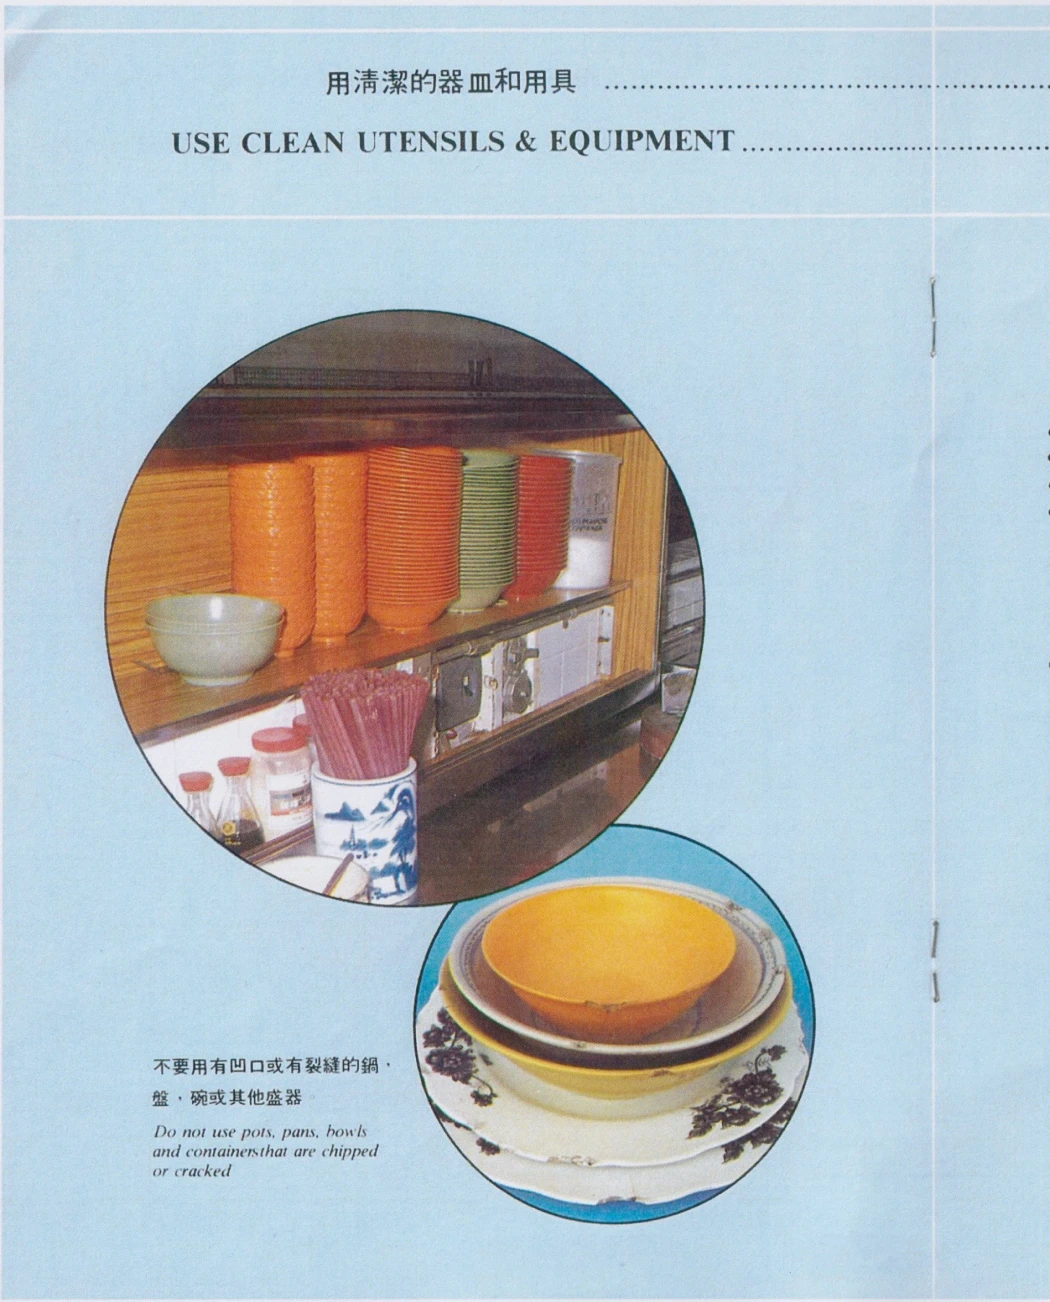 用清潔的器皿和用具 ........................................
USE CLEAN UTENSILS & EQUIPMENT ........................................
不要用有凹口或有裂縫的鍋，
盤，碗或其他盛器
Do not use pots, pans, bowls
and containers that are chipped
or cracked